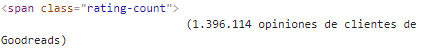 <span class="rating-count">
(1.396.114 opiniones de clientes de
Goodreads)